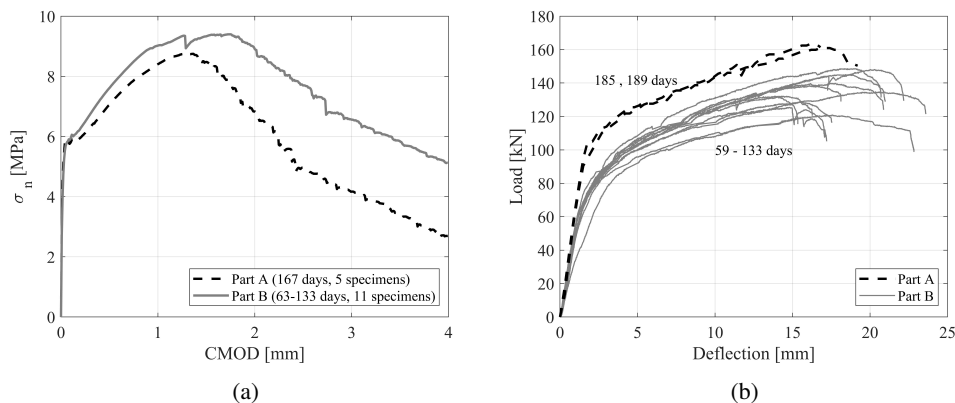 10
8
6
4
2
0
σ n [MPa]
Part A (167 days, 5 specimens)
Part B (63-133 days, 11 specimens)
0 1 2 3 4
CMOD [mm]
(a)
180
160
140
120
100
80
60
40
20
0
Load [kN]
185 , 189 days
59 - 133 days
Part A
Part B
0 5 10 15 20 25
Deflection [mm]
(b)